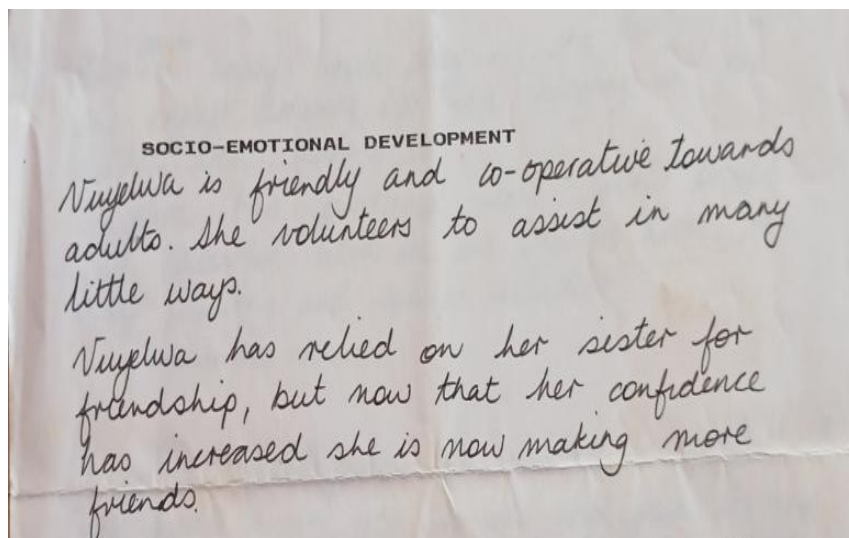 SOCIO-EMOTIONAL DEVELOPMENT
Vuyelwa is friendly and co-operative towards
adults. She volunteers to assist in many
little ways.
Vuyelwa has relied on her sister for
friendship, but now that her confidence
has increased she is now making more
friends.